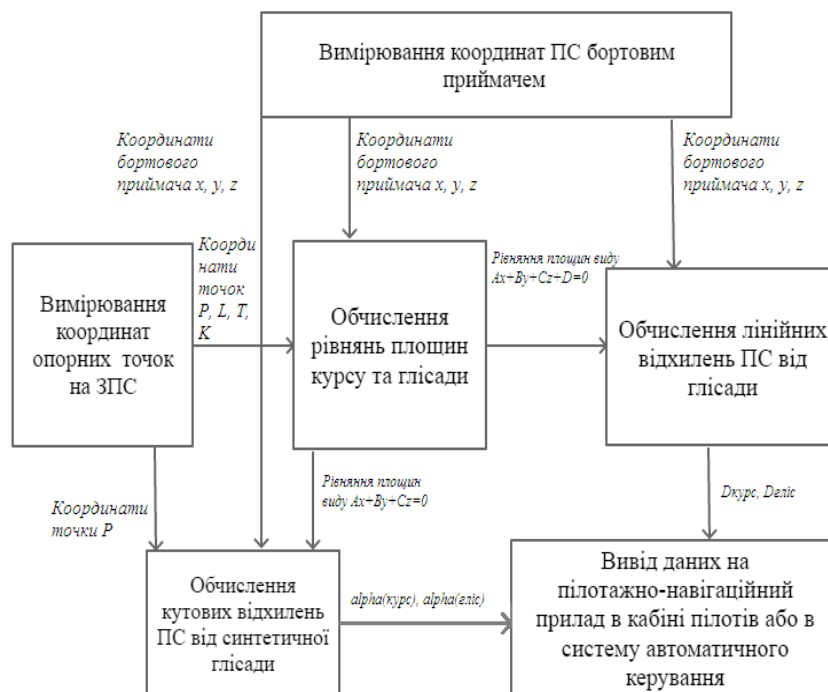 Вимірювання координат ПС бортовим
приймачем
Координати
бортового
приймача x, y, z
Координати
бортового
приймача x, y, z
Координати
бортового
приймача x, y, z
Коорди
нати
точок
P, L, T,
K
Рівняння площин виду
Ax+By+Cz+D=0
Вимірювання
координат
опорних точок
на ЗПС
Обчислення
рівнянь площин
курсу та глісади
Обчислення лінійних
відхилень ПС від
глісади
Координати
точки P
Рівняння площин
виду Ax+By+Cz=0
Dкурс, Dгліс
Обчислення
кутових відхилень
ПС від синтетичної
глісади
alpha(курс), alpha(гліс)
Вивід даних на
пілотажно-навігаційний
прилад в кабіні пілотів або в
систему автоматичного
керування